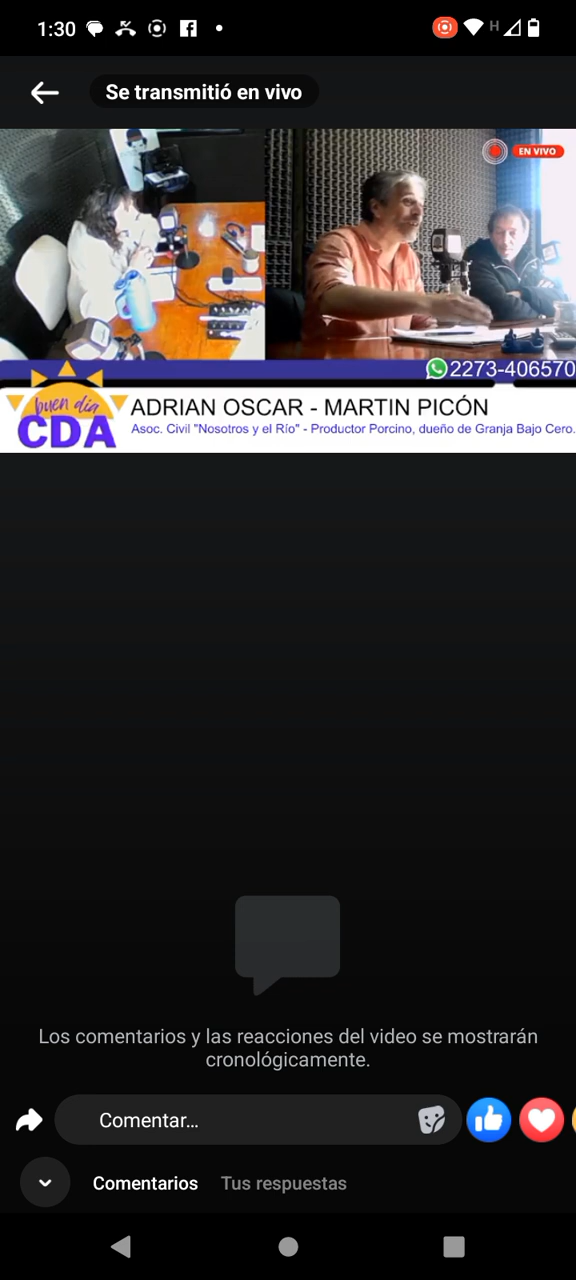 1:30
H
Se transmitió en vivo
EN VIVO
2273-406570
buen día
CDA
ADRIAN OSCAR - MARTIN PICÓN
Asoc. Civil "Nosotros y el Río" - Productor Porcino, dueño de Granja Bajo Cero.
Los comentarios y las reacciones del video se mostrarán
cronológicamente.
Comentar...
Comentarios
Tus respuestas